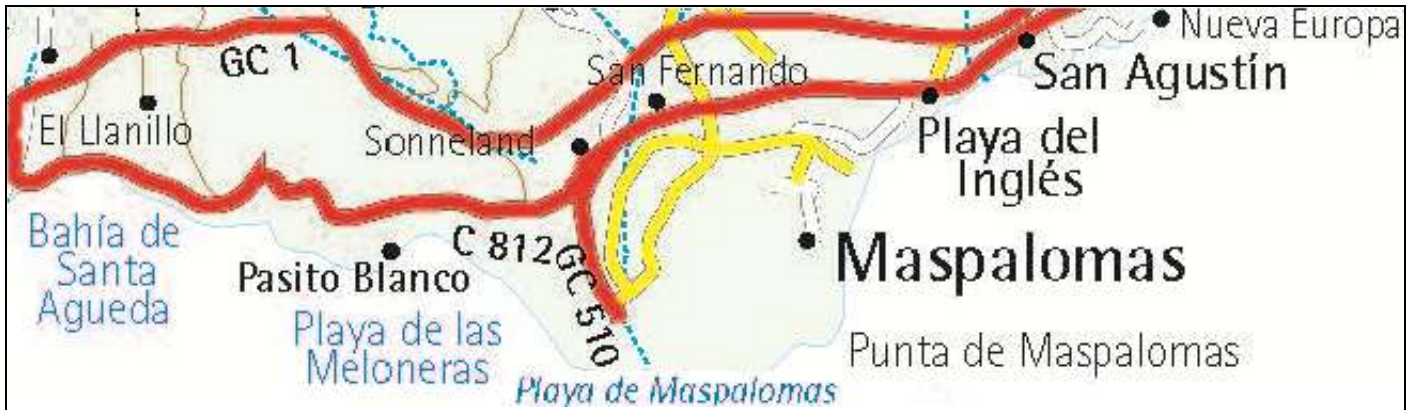 Nueva Europa
GC 1
San Fernando
San Agustín
El Llanillo
Sonneland
Playa del
Inglés
Bahía de
Santa
Agueda
C 812
GC 510
Maspalomas
Pasito Blanco
Playa de las
Meloneras
Punta de Maspalomas
Playa de Maspalomas